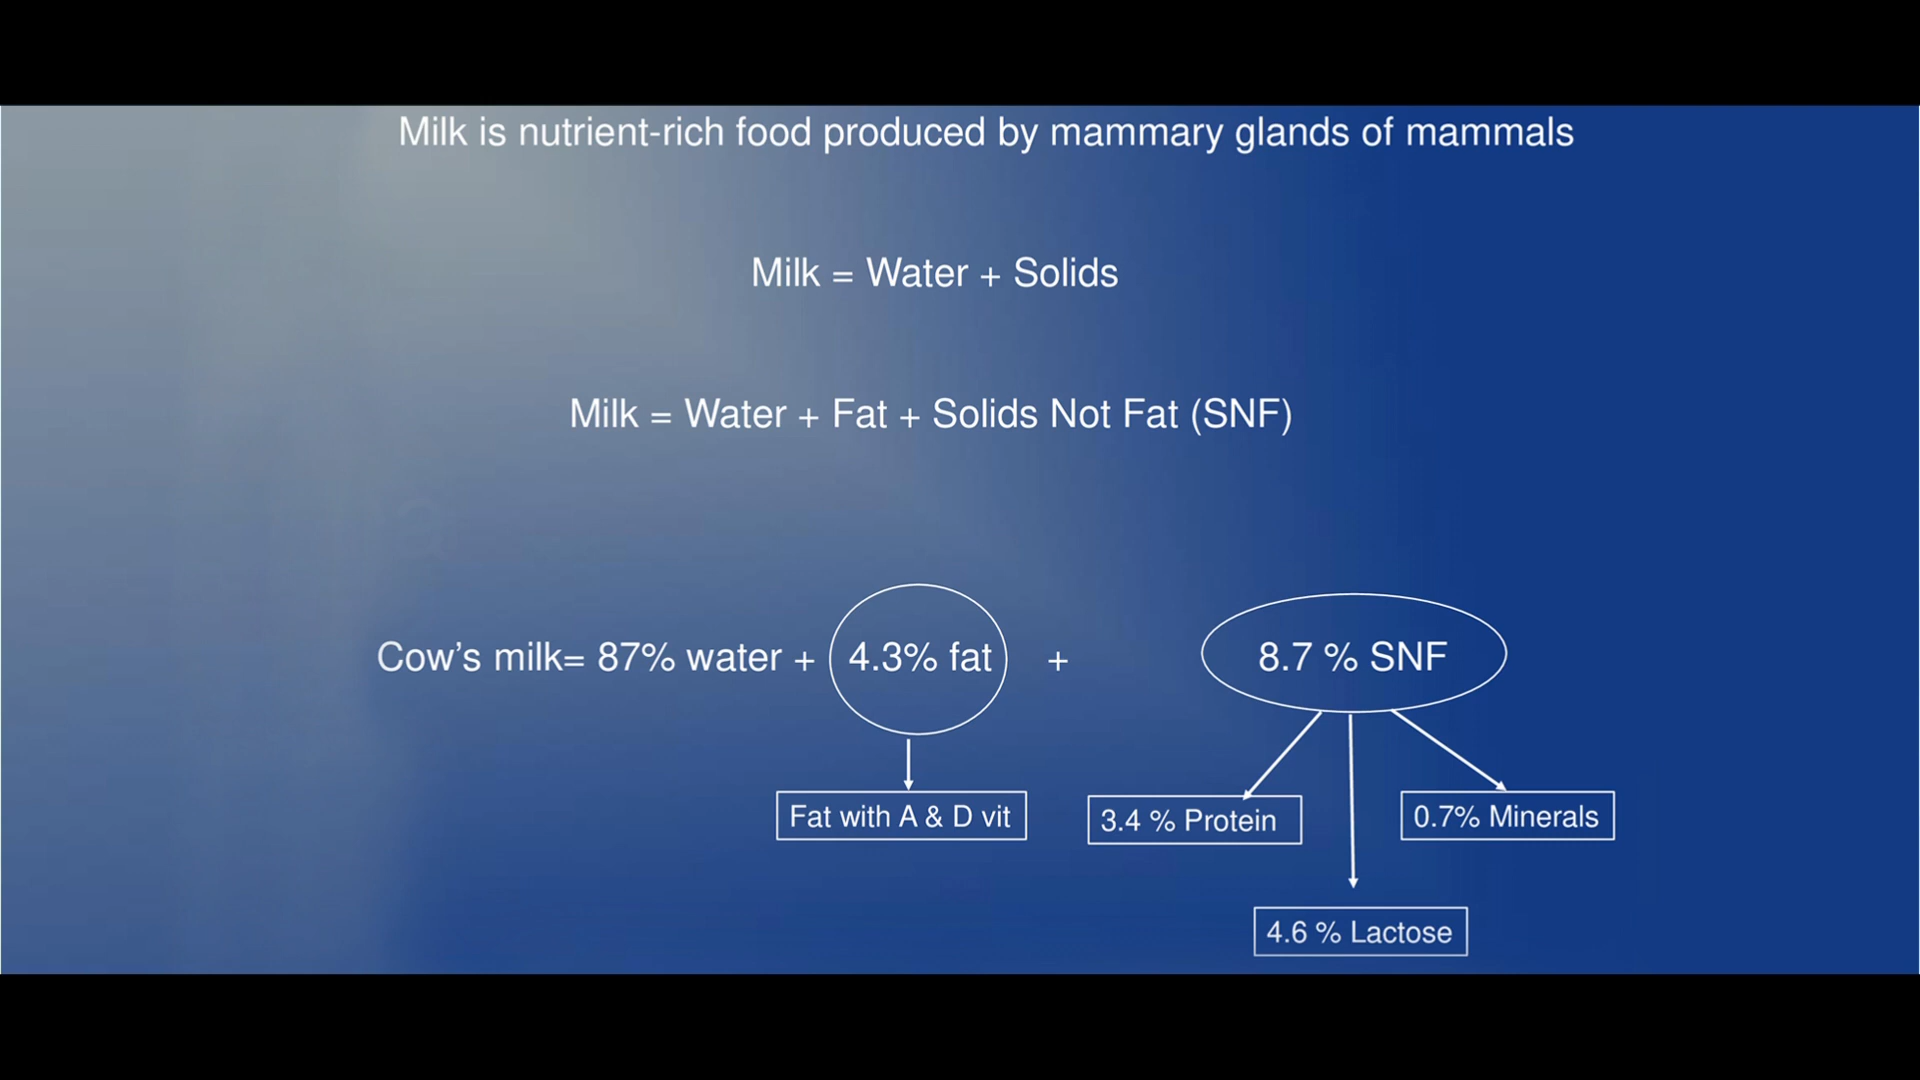 Milk is nutrient-rich food produced by mammary glands of mammals
Milk = Water + Solids
Milk = Water + Fat + Solids Not Fat (SNF)
Cow’s milk= 87% water + 4.3% fat + 8.7 % SNF
Fat with A & D vit
3.4 % Protein
0.7% Minerals
4.6 % Lactose